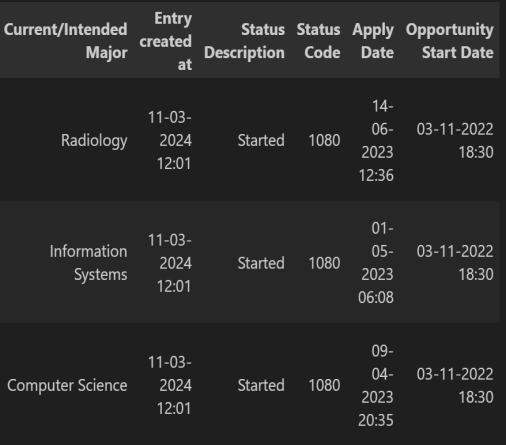 Current/Intended Major Entry created at Status Description Status Code Apply Date Opportunity Start Date
Radiology 11-03-2024 12:01 Started 1080 14-06-2023 12:36 03-11-2022 18:30
Information Systems 11-03-2024 12:01 Started 1080 01-05-2023 06:08 03-11-2022 18:30
Computer Science 11-03-2024 12:01 Started 1080 09-04-2023 20:35 03-11-2022 18:30